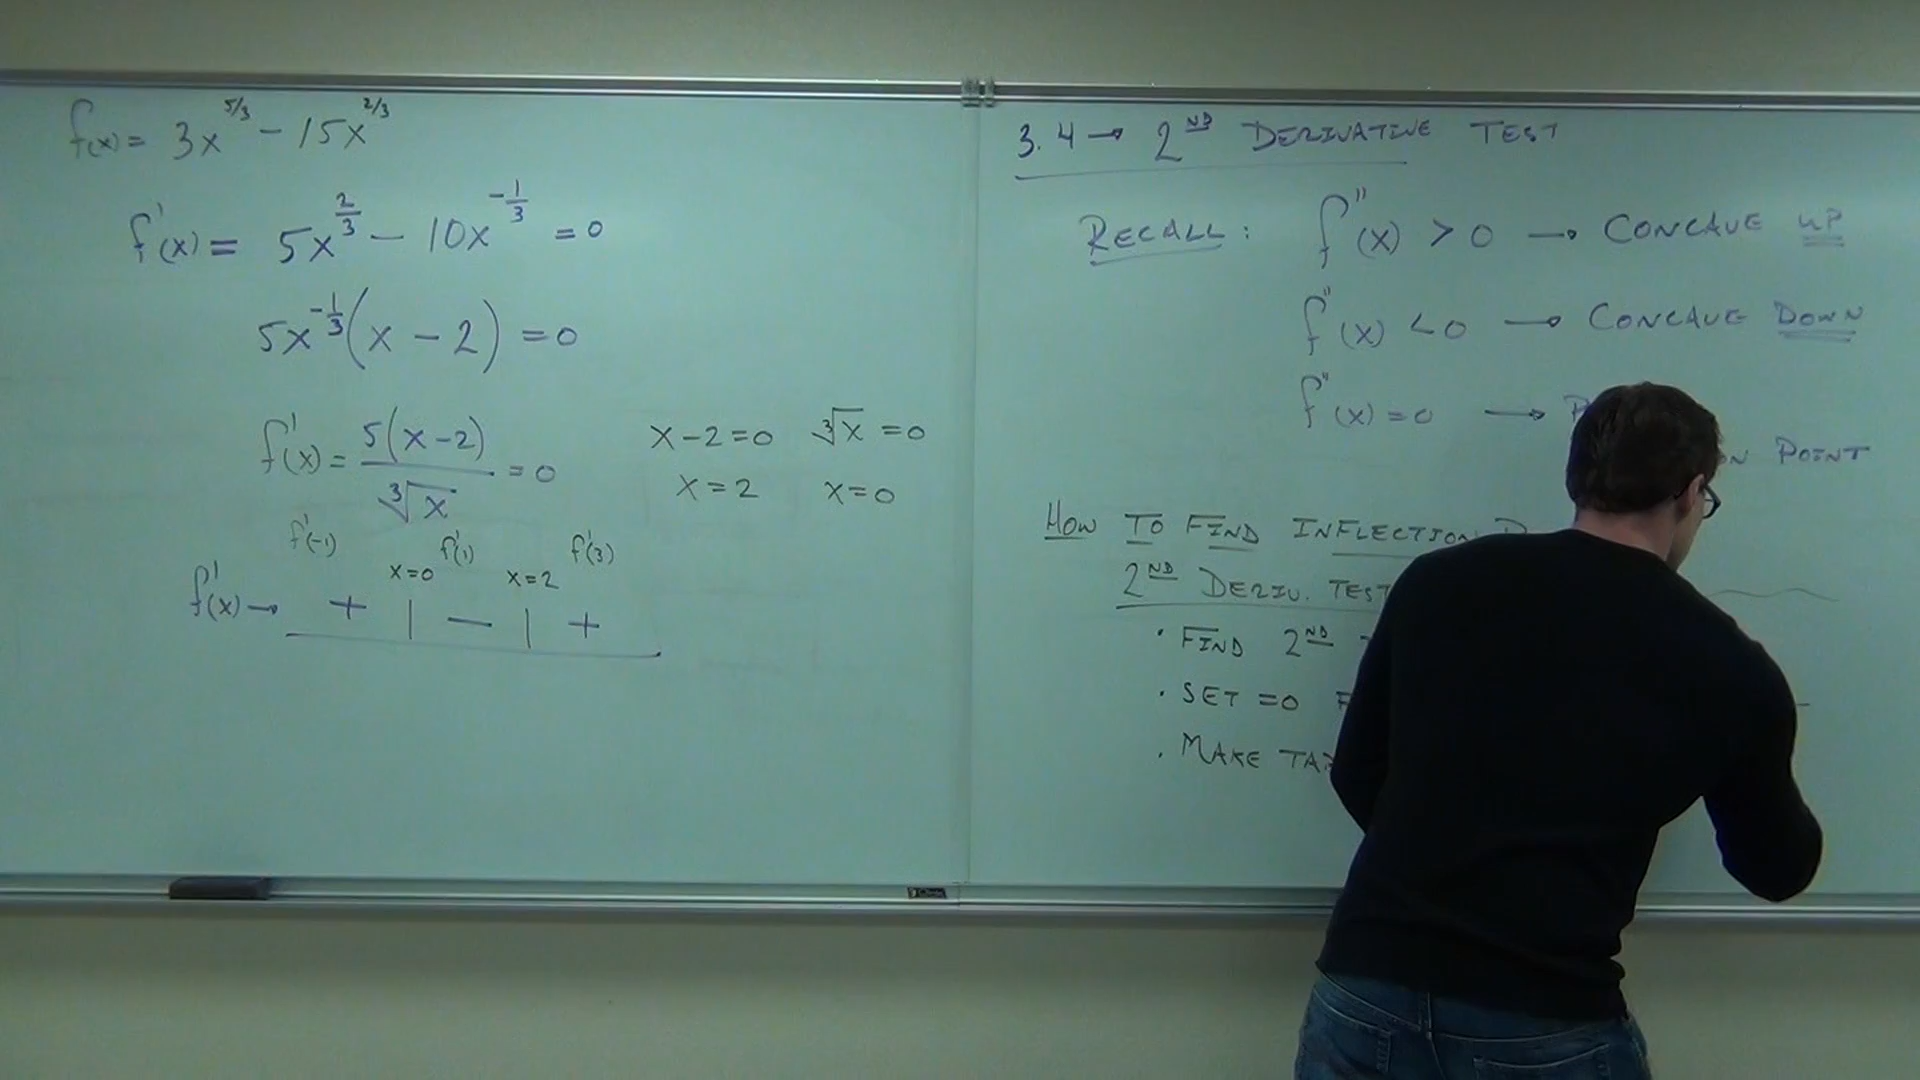 f(x) = 3x^5/3 − 15x^2/3
f'(x) = 5x^2/3 − 10x^-1/3 = 0
5x^-1/3 (x − 2) = 0
f'(x) = 5(x−2) / ∛x = 0
x−2=0 ∛x =0
x=2 x=0
f'(-1) f'(1) f'(3)
x=0 x=2
f'(x) → + | − | +
3.4 → 2ND DERIVATIVE TEST
RECALL: f''(x) > 0 → CONCAVE UP
f''(x) < 0 → CONCAVE DOWN
f''(x) = 0 →
POINT
HOW TO FIND INFLECTION
2ND DERIV. TEST
· FIND 2ND
· SET =0
· MAKE